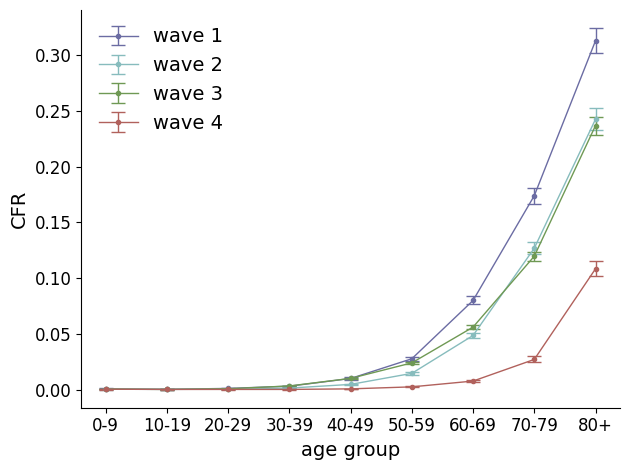 wave 1
wave 2
wave 3
wave 4
CFR
0.30
0.25
0.20
0.15
0.10
0.05
0.00
0-9 10-19 20-29 30-39 40-49 50-59 60-69 70-79 80+
age group